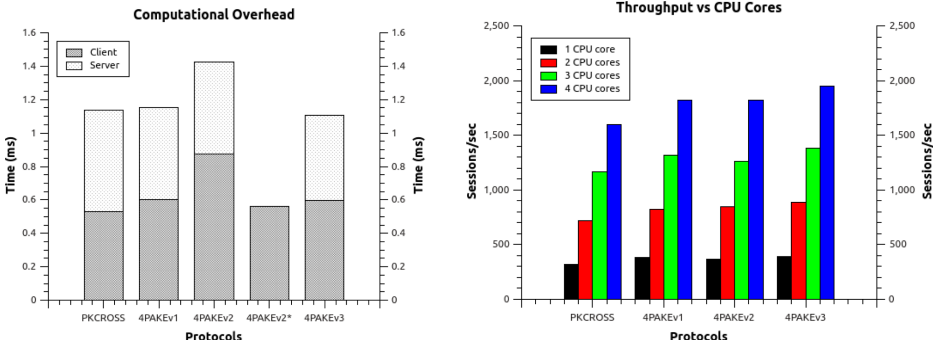 Computational Overhead
1.6
1.4
1.2
1
0.8
0.6
0.4
0.2
0
Time (ms)
Client
Server
1.6
1.4
1.2
1
0.8
0.6
0.4
0.2
0
Time (ms)
PKCROSS 4PAKEv1 4PAKEv2 4PAKEv2* 4PAKEv3
Protocols
Throughput vs CPU Cores
2,500
2,000
1,500
1,000
500
0
Sessions/sec
1 CPU core
2 CPU cores
3 CPU cores
4 CPU cores
2,500
2,000
1,500
1,000
500
0
Sessions/sec
PKCROSS 4PAKEv1 4PAKEv2 4PAKEv3
Protocols